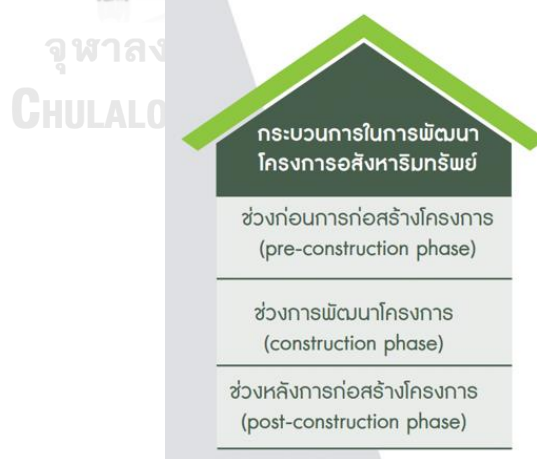 จุฬาลง
CHULALO
กระบวนการในการพัฒนา
โครงการอสังหาริมทรัพย์
ช่วงก่อนการก่อสร้างโครงการ
(pre-construction phase)
ช่วงการพัฒนาโครงการ
(construction phase)
ช่วงหลังการก่อสร้างโครงการ
(post-construction phase)